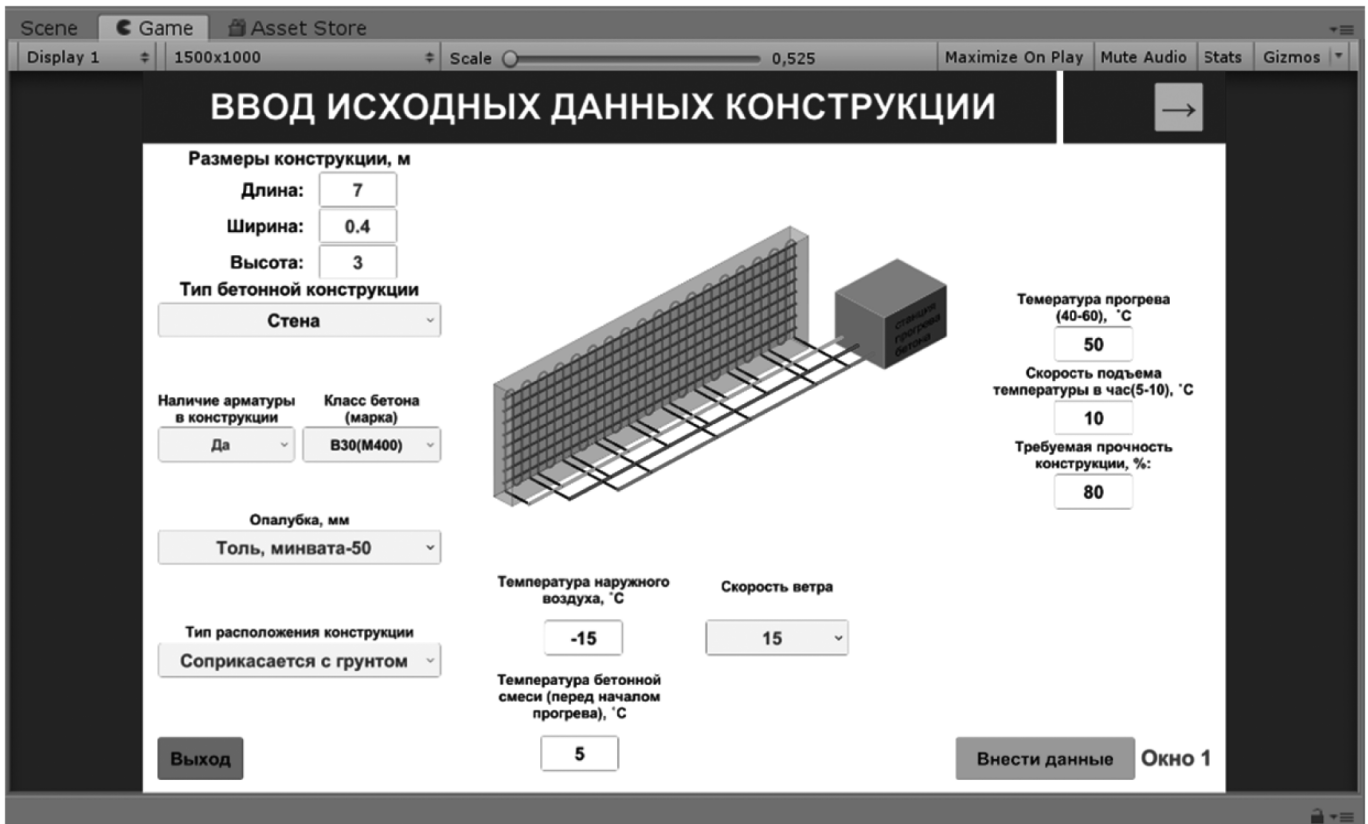 Scene Game Asset Store
Display 1 1500x1000 Scale 0,525 Maximize On Play Mute Audio Stats Gizmos
ВВОД ИСХОДНЫХ ДАННЫХ КОНСТРУКЦИИ →
Размеры конструкции, м
Длина: 7
Ширина: 0.4
Высота: 3
Тип бетонной конструкции
Стена
Наличие арматуры
в конструкции
Да
Класс бетона
(марка)
B30(M400)
Опалубка, мм
Толь, минвата-50
Тип расположения конструкции
Соприкасается с грунтом
Выход
станция
прогрева
бетона
Температура наружного
воздуха, ˚С
-15
Скорость ветра
15
Температура бетонной
смеси (перед началом
прогрева), ˚С
5
Темература прогрева
(40-60), ˚С
50
Скорость подъема
температуры в час(5-10), ˚С
10
Требуемая прочность
конструкции, %:
80
Внести данные Окно 1